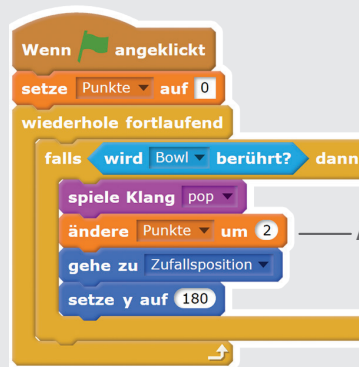 Wenn angeklickt
setze Punkte auf 0
wiederhole fortlaufend
falls wird Bowl berührt? dann
spiele Klang pop
ändere Punkte um 2
gehe zu Zufallsposition
setze y auf 180